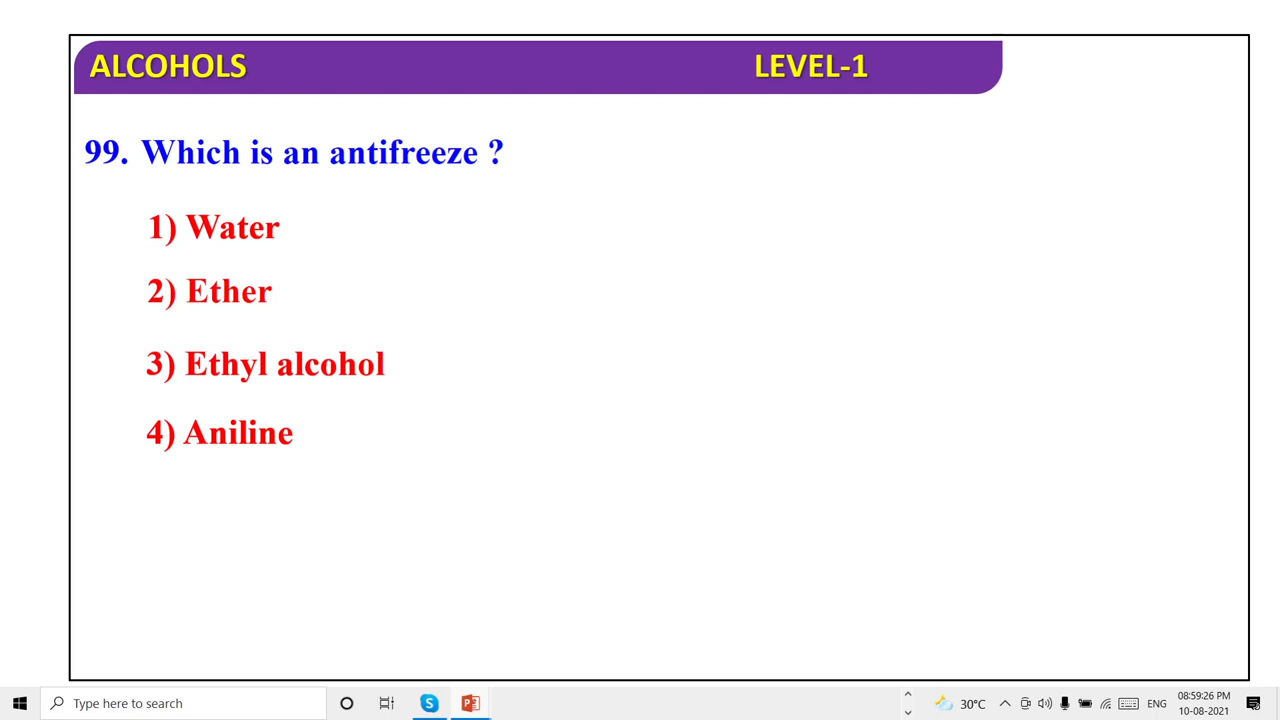 ALCOHOLS LEVEL-1
99. Which is an antifreeze ?
1) Water
2) Ether
3) Ethyl alcohol
4) Aniline
Type here to search 30°C ENG 08:59:26 PM
10-08-2021